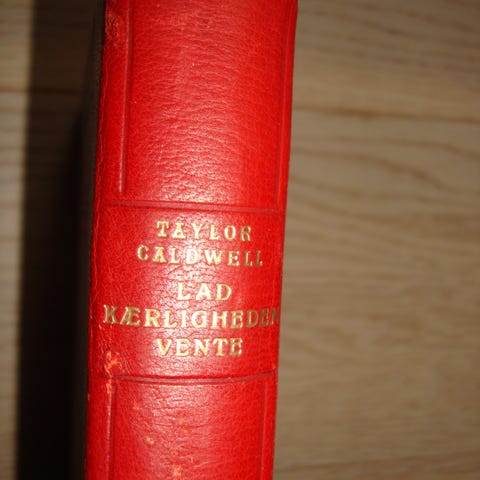 TAYLOR
CALDWELL
LAD
KÆRLIGHEDEN
VENTE